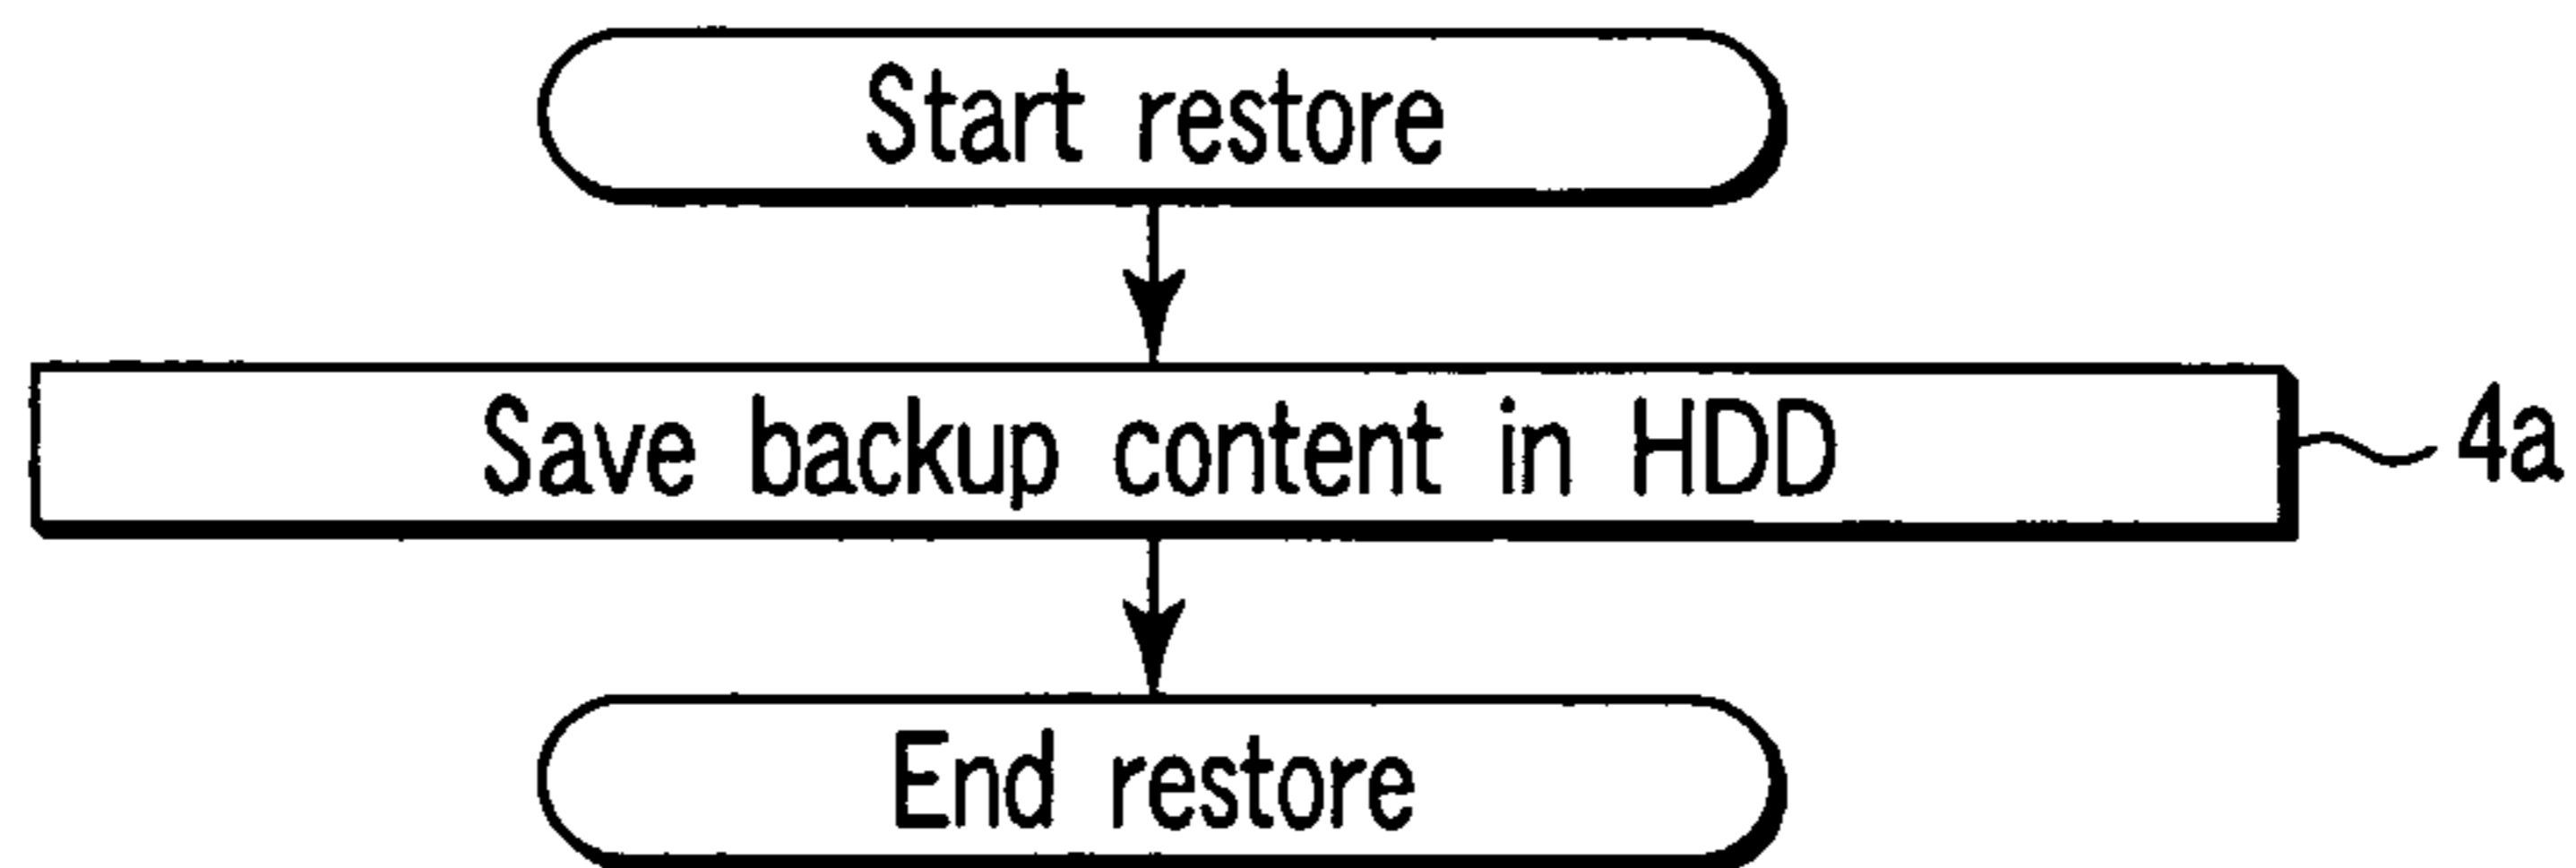 Start restore
Save backup content in HDD
4a
End restore